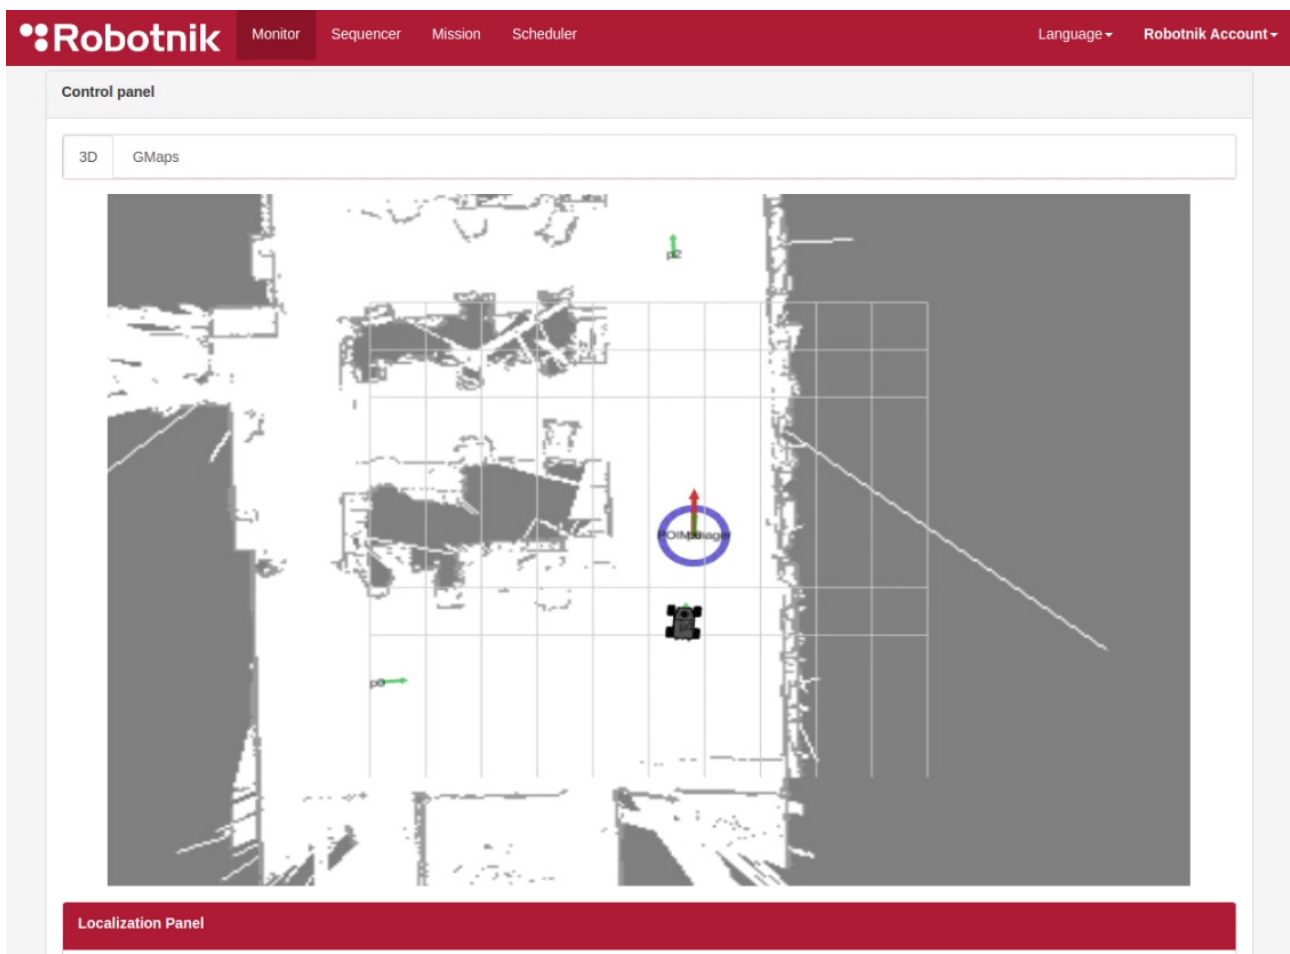 Robotnik Monitor Sequencer Mission Scheduler Language Robotnik Account
Control panel
3D GMaps
p2
p0
Localization Panel